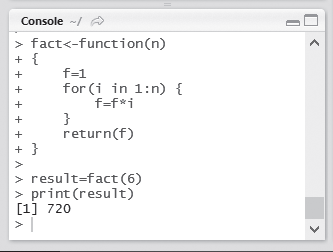 Console ~/
> fact<-function(n)
+ {
+     f=1
+     for(i in 1:n) {
+         f=f*i
+     }
+     return(f)
+ }
>
> result=fact(6)
> print(result)
[1] 720
>